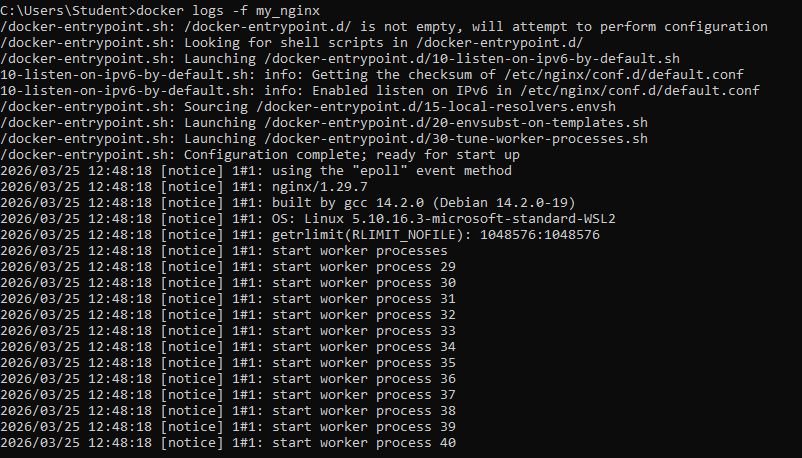 C:\Users\Student>docker logs -f my_nginx
/docker-entrypoint.sh: /docker-entrypoint.d/ is not empty, will attempt to perform configuration
/docker-entrypoint.sh: Looking for shell scripts in /docker-entrypoint.d/
/docker-entrypoint.sh: Launching /docker-entrypoint.d/10-listen-on-ipv6-by-default.sh
10-listen-on-ipv6-by-default.sh: info: Getting the checksum of /etc/nginx/conf.d/default.conf
10-listen-on-ipv6-by-default.sh: info: Enabled listen on IPv6 in /etc/nginx/conf.d/default.conf
/docker-entrypoint.sh: Sourcing /docker-entrypoint.d/15-local-resolvers.envsh
/docker-entrypoint.sh: Launching /docker-entrypoint.d/20-envsubst-on-templates.sh
/docker-entrypoint.sh: Launching /docker-entrypoint.d/30-tune-worker-processes.sh
/docker-entrypoint.sh: Configuration complete; ready for start up
2026/03/25 12:48:18 [notice] 1#1: using the "epoll" event method
2026/03/25 12:48:18 [notice] 1#1: nginx/1.29.7
2026/03/25 12:48:18 [notice] 1#1: built by gcc 14.2.0 (Debian 14.2.0-19)
2026/03/25 12:48:18 [notice] 1#1: OS: Linux 5.10.16.3-microsoft-standard-WSL2
2026/03/25 12:48:18 [notice] 1#1: getrlimit(RLIMIT_NOFILE): 1048576:1048576
2026/03/25 12:48:18 [notice] 1#1: start worker processes
2026/03/25 12:48:18 [notice] 1#1: start worker process 29
2026/03/25 12:48:18 [notice] 1#1: start worker process 30
2026/03/25 12:48:18 [notice] 1#1: start worker process 31
2026/03/25 12:48:18 [notice] 1#1: start worker process 32
2026/03/25 12:48:18 [notice] 1#1: start worker process 33
2026/03/25 12:48:18 [notice] 1#1: start worker process 34
2026/03/25 12:48:18 [notice] 1#1: start worker process 35
2026/03/25 12:48:18 [notice] 1#1: start worker process 36
2026/03/25 12:48:18 [notice] 1#1: start worker process 37
2026/03/25 12:48:18 [notice] 1#1: start worker process 38
2026/03/25 12:48:18 [notice] 1#1: start worker process 39
2026/03/25 12:48:18 [notice] 1#1: start worker process 40